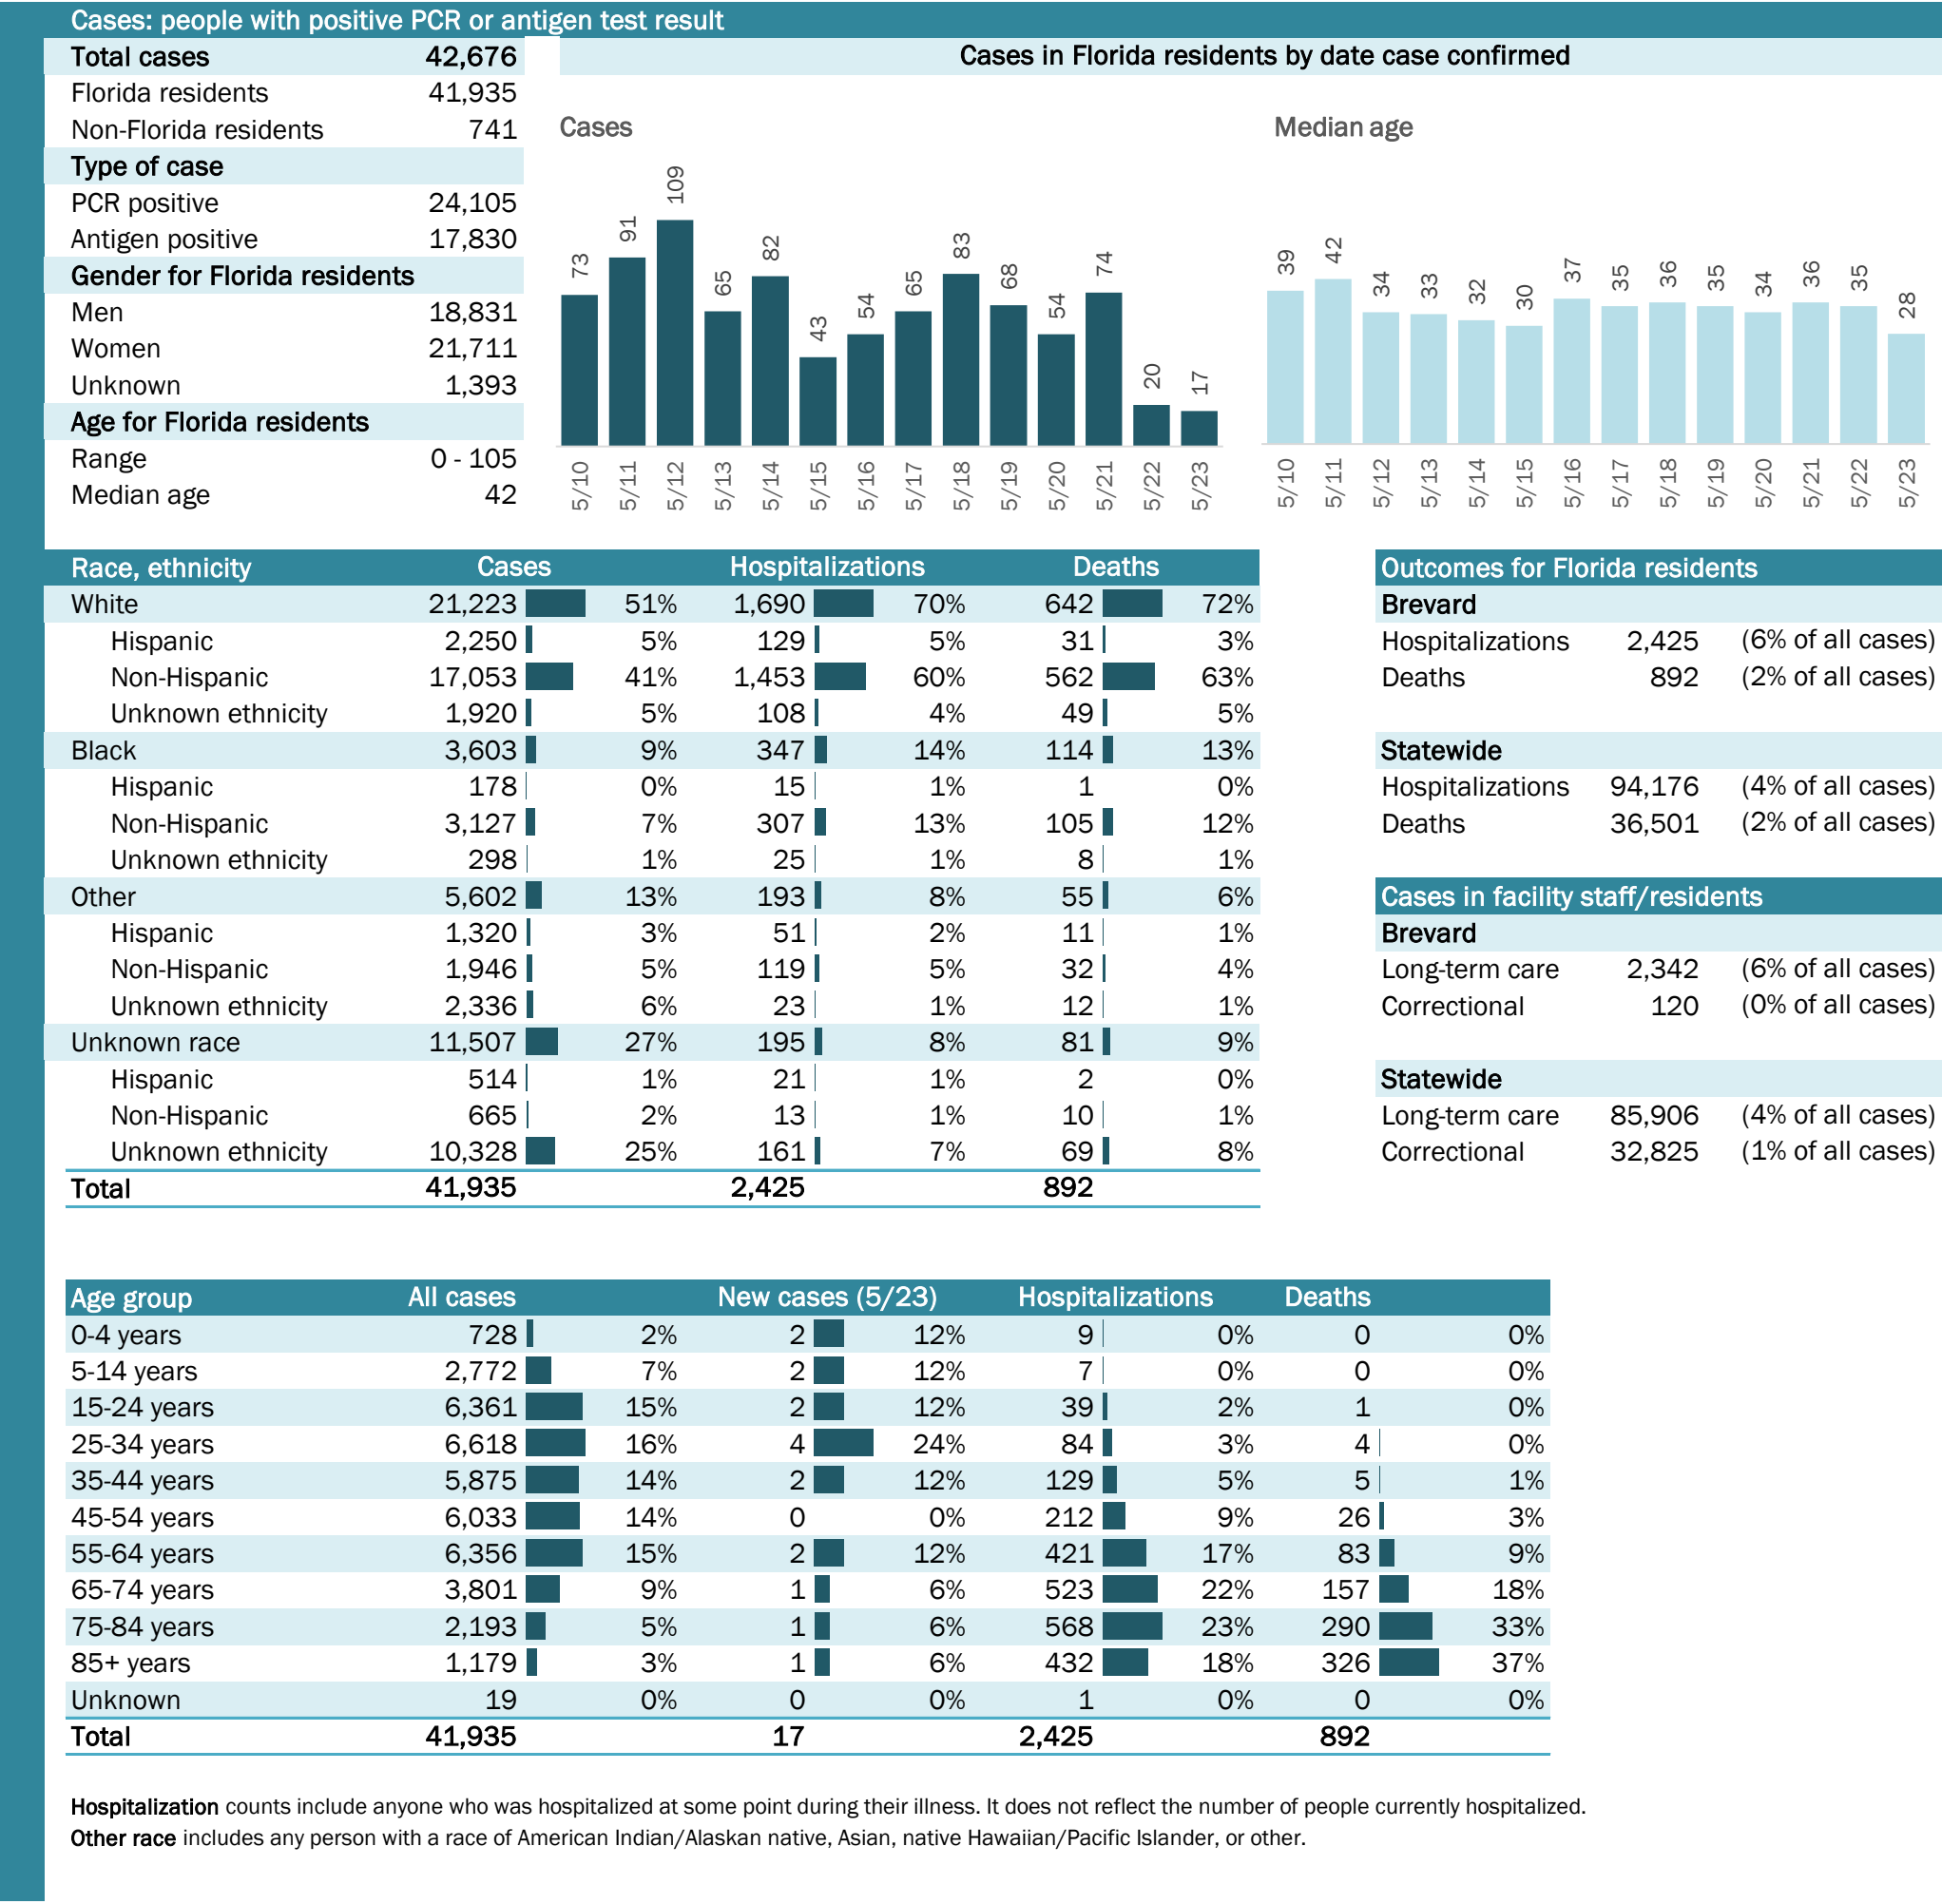 Cases: people with positive PCR or antigen test result
Total cases 42,676
Florida residents 41,935
Non-Florida residents 741
Type of case
PCR positive 24,105
Antigen positive 17,830
Gender for Florida residents
Men 18,831
Women 21,711
Unknown 1,393
Age for Florida residents
Range 0 - 105
Median age 42
Cases in Florida residents by date case confirmed
Cases
73 91 109 65 82 43 54 65 83 68 54 74 20 17
5/10 5/11 5/12 5/13 5/14 5/15 5/16 5/17 5/18 5/19 5/20 5/21 5/22 5/23
Median age
39 42 34 33 32 30 37 35 36 35 34 36 35 28
5/10 5/11 5/12 5/13 5/14 5/15 5/16 5/17 5/18 5/19 5/20 5/21 5/22 5/23
Race, ethnicity Cases Hospitalizations Deaths
White 21,223 51% 1,690 70% 642 72%
Hispanic 2,250 5% 129 5% 31 3%
Non-Hispanic 17,053 41% 1,453 60% 562 63%
Unknown ethnicity 1,920 5% 108 4% 49 5%
Black 3,603 9% 347 14% 114 13%
Hispanic 178 0% 15 1% 1 0%
Non-Hispanic 3,127 7% 307 13% 105 12%
Unknown ethnicity 298 1% 25 1% 8 1%
Other 5,602 13% 193 8% 55 6%
Hispanic 1,320 3% 51 2% 11 1%
Non-Hispanic 1,946 5% 119 5% 32 4%
Unknown ethnicity 2,336 6% 23 1% 12 1%
Unknown race 11,507 27% 195 8% 81 9%
Hispanic 514 1% 21 1% 2 0%
Non-Hispanic 665 2% 13 1% 10 1%
Unknown ethnicity 10,328 25% 161 7% 69 8%
Total 41,935 2,425 892
Outcomes for Florida residents
Brevard
Hospitalizations 2,425 (6% of all cases)
Deaths 892 (2% of all cases)
Statewide
Hospitalizations 94,176 (4% of all cases)
Deaths 36,501 (2% of all cases)
Cases in facility staff/residents
Brevard
Long-term care 2,342 (6% of all cases)
Correctional 120 (0% of all cases)
Statewide
Long-term care 85,906 (4% of all cases)
Correctional 32,825 (1% of all cases)
Age group All cases New cases (5/23) Hospitalizations Deaths
0-4 years 728 2% 2 12% 9 0% 0 0%
5-14 years 2,772 7% 2 12% 7 0% 0 0%
15-24 years 6,361 15% 2 12% 39 2% 1 0%
25-34 years 6,618 16% 4 24% 84 3% 4 0%
35-44 years 5,875 14% 2 12% 129 5% 5 1%
45-54 years 6,033 14% 0 0% 212 9% 26 3%
55-64 years 6,356 15% 2 12% 421 17% 83 9%
65-74 years 3,801 9% 1 6% 523 22% 157 18%
75-84 years 2,193 5% 1 6% 568 23% 290 33%
85+ years 1,179 3% 1 6% 432 18% 326 37%
Unknown 19 0% 0 0% 1 0% 0 0%
Total 41,935 17 2,425 892
Hospitalization counts include anyone who was hospitalized at some point during their illness. It does not reflect the number of people currently hospitalized.
Other race includes any person with a race of American Indian/Alaskan native, Asian, native Hawaiian/Pacific Islander, or other.